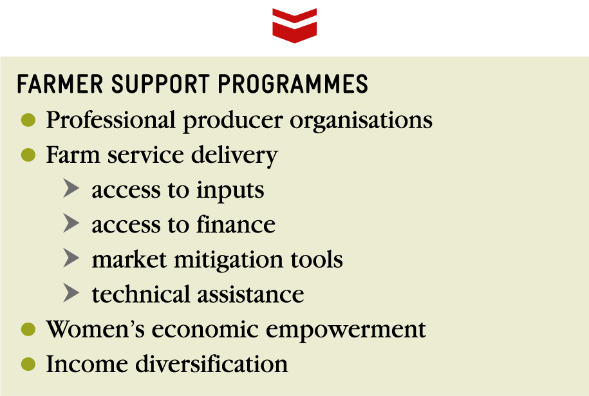 FARMER SUPPORT PROGRAMMES
Professional producer organisations
Farm service delivery
access to inputs
access to finance
market mitigation tools
technical assistance
Women’s economic empowerment
Income diversification